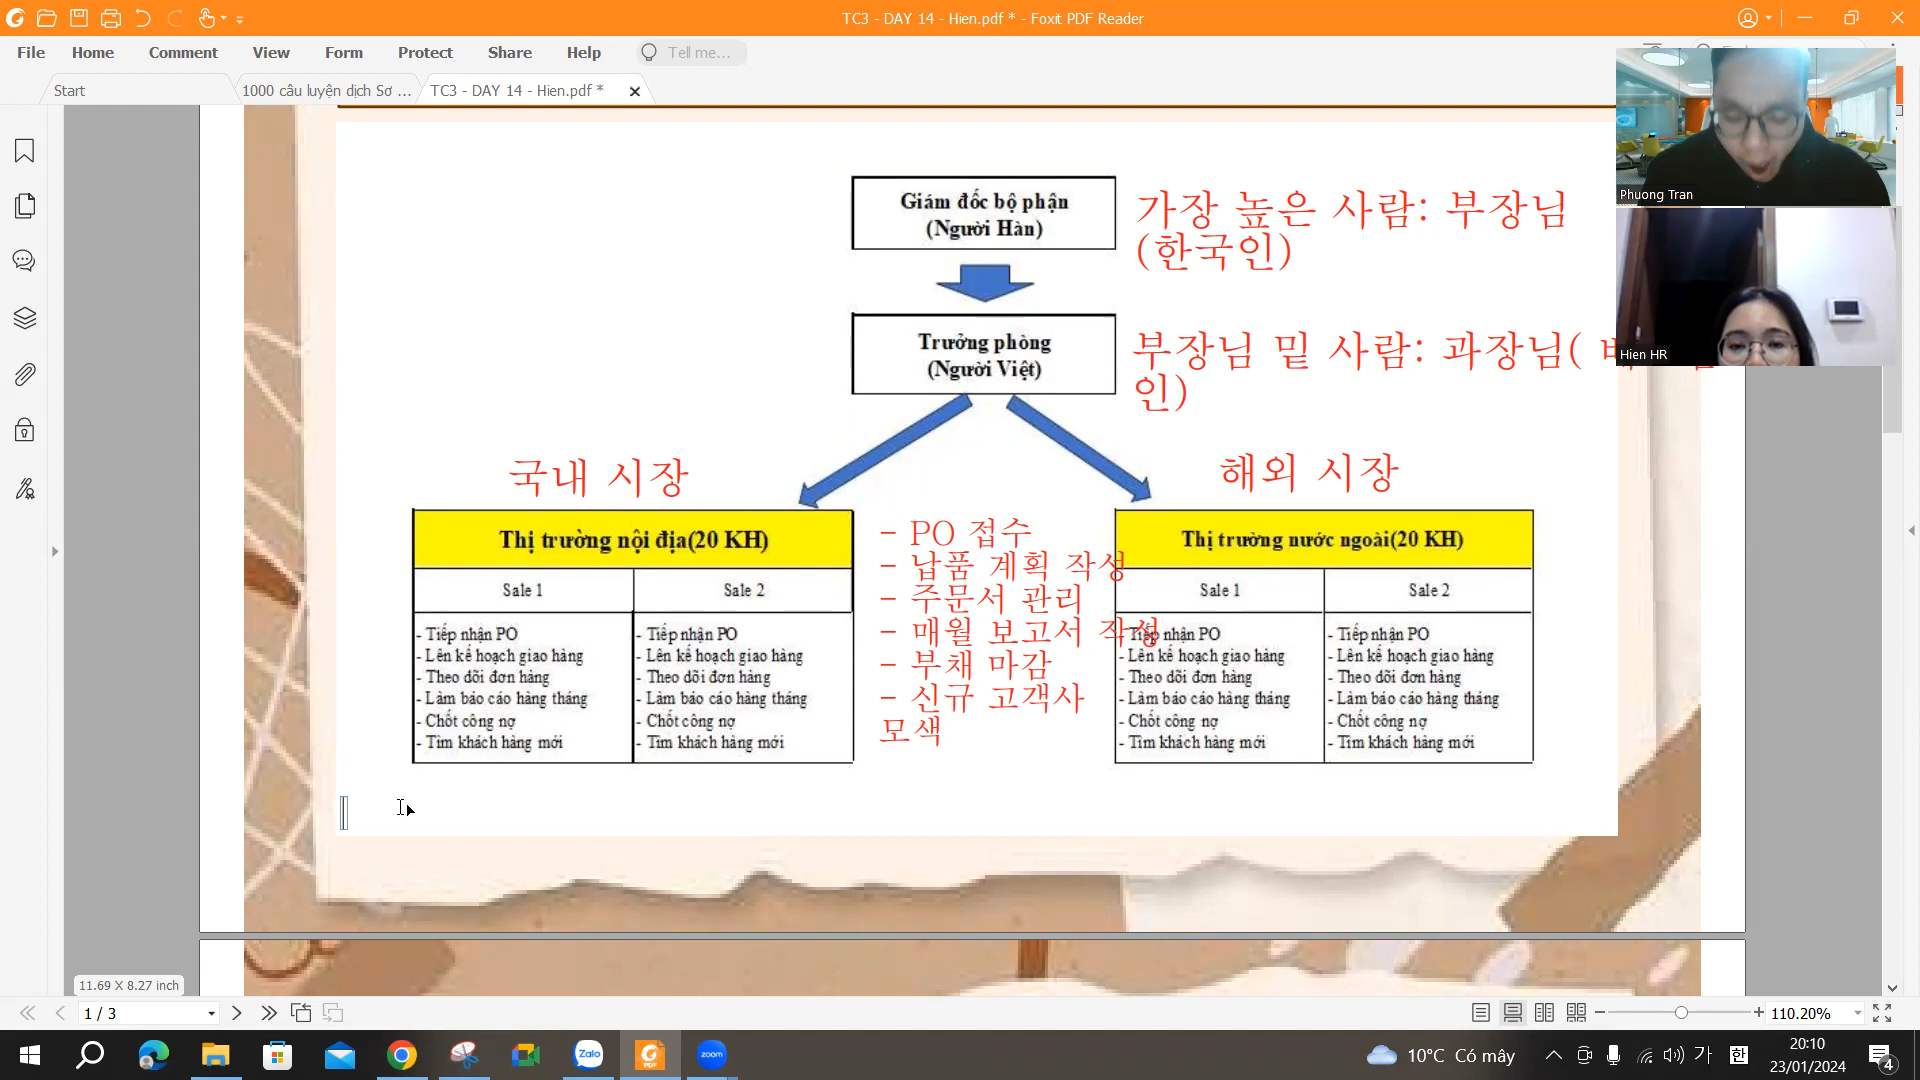 TC3 - DAY 14 - Hien.pdf * - Foxit PDF Reader
File Home Comment View Form Protect Share Help Tell me...
Start
1000 câu luyện dịch Sơ ...
TC3 - DAY 14 - Hien.pdf *
Phuong Tran
Hien HR
Giám đốc bộ phận
(Người Hàn)
가장 높은 사람: 부장님
(한국인)
Trưởng phòng
(Người Việt)
부장님 밑 사람: 과장님(
인)
국내 시장
해외 시장
Thị trường nội địa(20 KH)
Sale 1
Sale 2
- Tiếp nhận PO
- Lên kế hoạch giao hàng
- Theo dõi đơn hàng
- Làm báo cáo hàng tháng
- Chốt công nợ
- Tìm khách hàng mới
- Tiếp nhận PO
- Lên kế hoạch giao hàng
- Theo dõi đơn hàng
- Làm báo cáo hàng tháng
- Chốt công nợ
- Tìm khách hàng mới
- PO 접수
- 납품 계획 작성
- 주문서 관리
- 매월 보고서 작성
- 부채 마감
- 신규 고객사
모색
Thị trường nước ngoài(20 KH)
Sale 1
Sale 2
Tiếp nhận PO
- Lên kế hoạch giao hàng
- Theo dõi đơn hàng
- Làm báo cáo hàng tháng
- Chốt công nợ
- Tìm khách hàng mới
- Tiếp nhận PO
- Lên kế hoạch giao hàng
- Theo dõi đơn hàng
- Làm báo cáo hàng tháng
- Chốt công nợ
- Tìm khách hàng mới
11.69 X 8.27 inch
1 / 3
110.20%
Zalo
PDF
zoom
10°C Có mây
가
한
20:10
23/01/2024
4